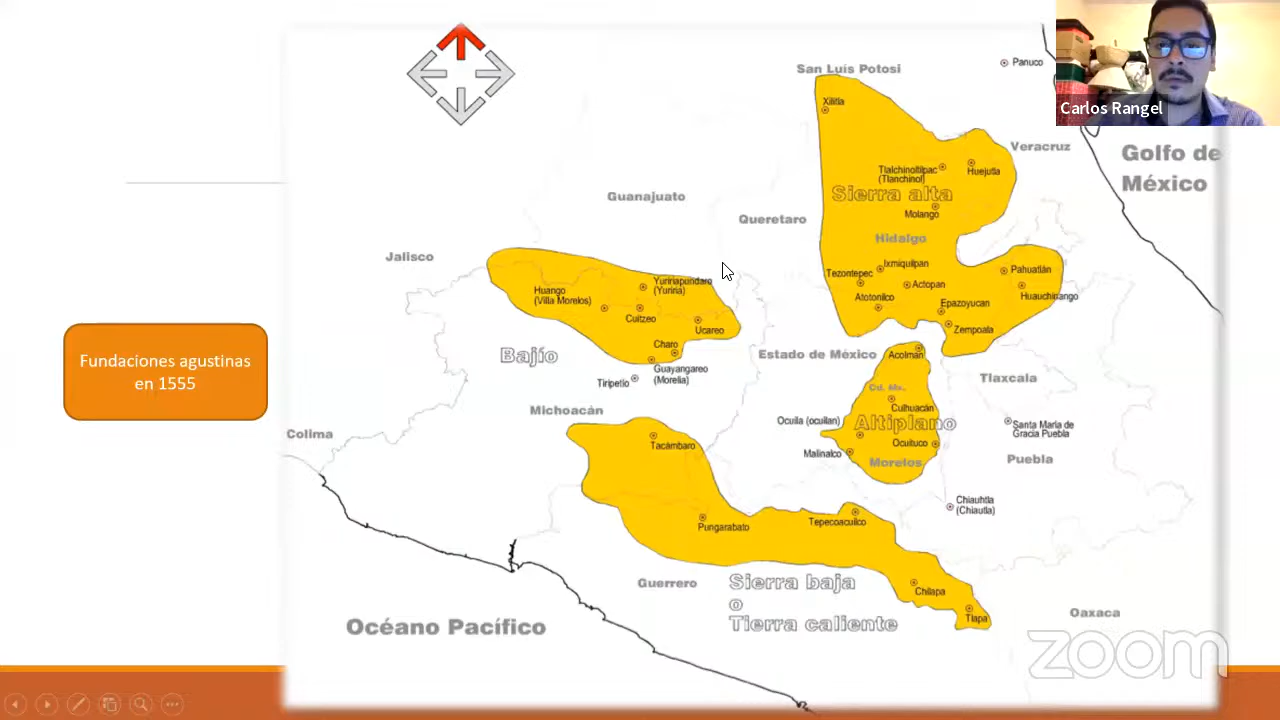 San Luís Potosi
Panuco
Carlos Rangel
Xilitla
Veracruz
Golfo de
México
Tlalchinoltilpac
(Tlanchinol)
Huejutla
Sierra alta
Guanajuato
Molango
Queretaro
Hidalgo
Jalisco
Ixmiquilpan
Tezontepec
Pahuatlán
Actopan
Huauchinango
Yuririapundaro
(Yuriria)
Huango
(Villa Morelos)
Atotonilco
Epazoyucan
Cuitzeo
Ucareo
Zempoala
Charo
Bajío
Estado de México
Acolman
Fundaciones agustinas
en 1555
Guayangareo
(Morelia)
Tiripetio
Tlaxcala
Cd. Mx.
Michoacán
Culhuacán
Ocuila (ocuilan)
Altiplano
Santa María de
Gracia Puebla
Colima
Tacámbaro
Ocuituco
Malinalco
Morelos
Puebla
Chiauhtla
(Chiautla)
Pungarabato
Tepecoacuilco
Guerrero
Sierra baja
o
Tierra caliente
Chilapa
Tlapa
Oaxaca
Océano Pacífico
zoom